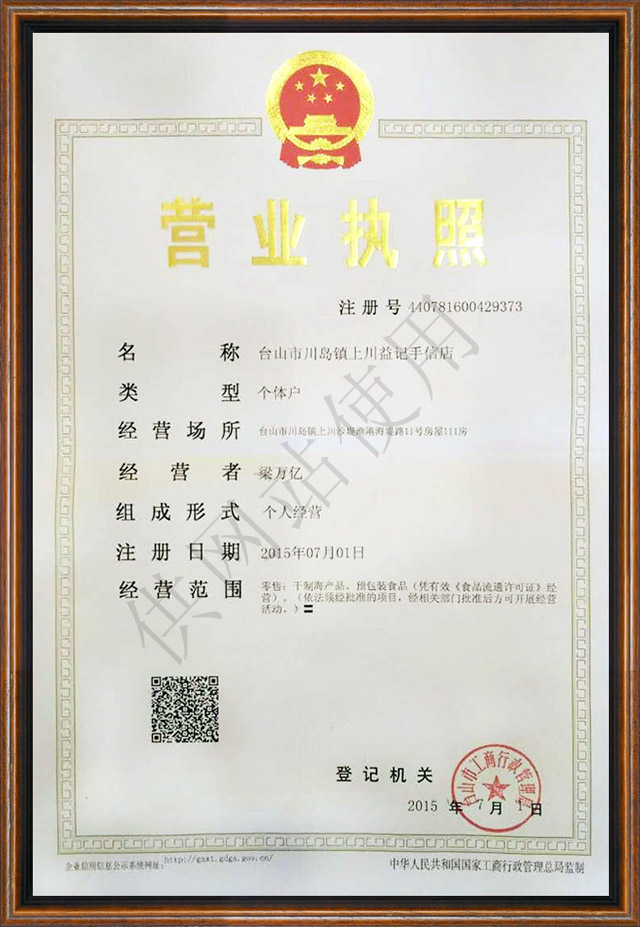 营业执照
注册号 440781600429373
名称 台山市川岛镇上川益记手信店
类型 个体户
经营场所 台山市川岛镇上川沙堤渔港海堤路11号房屋111房
经营者 梁万亿
组成形式 个人经营
注册日期 2015年07月01日
经营范围 零售：干制海产品、预包装食品（凭有效《食品流通许可证》经
营）。（依法须经批准的项目，经相关部门批准后方可开展经营
活动。）〓
供网站使用
登记机关
台山市工商行政管理局
2015 年 7 月 1 日
企业信用信息公示系统网址：http://gsxt.gdgs.gov.cn/
中华人民共和国国家工商行政管理总局监制